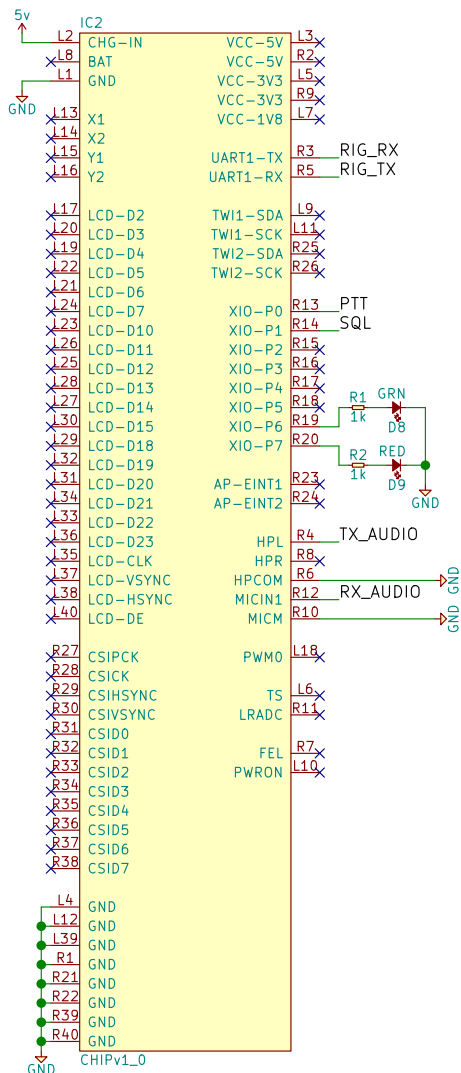 5v
IC2
L2 CHG-IN VCC-5V L3
L8 BAT VCC-5V R2
L1 GND VCC-3V3 L5
GND
VCC-3V3 R9
L13 X1 VCC-1V8 L7
L14 X2
L15 Y1 UART1-TX R3 RIG_RX
L16 Y2 UART1-RX R5 RIG_TX
L17 LCD-D2 TWI1-SDA L9
L20 LCD-D3 TWI1-SCK L11
L19 LCD-D4 TWI2-SDA R25
L22 LCD-D5 TWI2-SCK R26
L21 LCD-D6
L24 LCD-D7 XIO-P0 R13 PTT
L23 LCD-D10 XIO-P1 R14 SQL
L26 LCD-D11 XIO-P2 R15
L25 LCD-D12 XIO-P3 R16
L28 LCD-D13 XIO-P4 R17
L27 LCD-D14 XIO-P5 R18
R1 GRN
1k D8
L30 LCD-D15 XIO-P6 R19
L29 LCD-D18 XIO-P7 R20
R2 RED
1k D9
GND
L32 LCD-D19
L31 LCD-D20 AP-EINT1 R23
L34 LCD-D21 AP-EINT2 R24
L33 LCD-D22
L36 LCD-D23 HPL R4 TX_AUDIO
L35 LCD-CLK HPR R8
L37 LCD-VSYNC HPCOM R6 GND
L38 LCD-HSYNC MICIN1 R12 RX_AUDIO
L40 LCD-DE MICM R10 GND
R27 CSIPCK PWM0 L18
R28 CSICK
R29 CSIHSYNC TS L6
R30 CSIVSYNC LRADC R11
R31 CSID0
R32 CSID1 FEL R7
R33 CSID2 PWRON L10
R34 CSID3
R35 CSID4
R36 CSID5
R37 CSID6
R38 CSID7
L4 GND
L12 GND
L39 GND
R1 GND
R21 GND
R22 GND
R39 GND
R40 GND
GND
CHIPv1_0